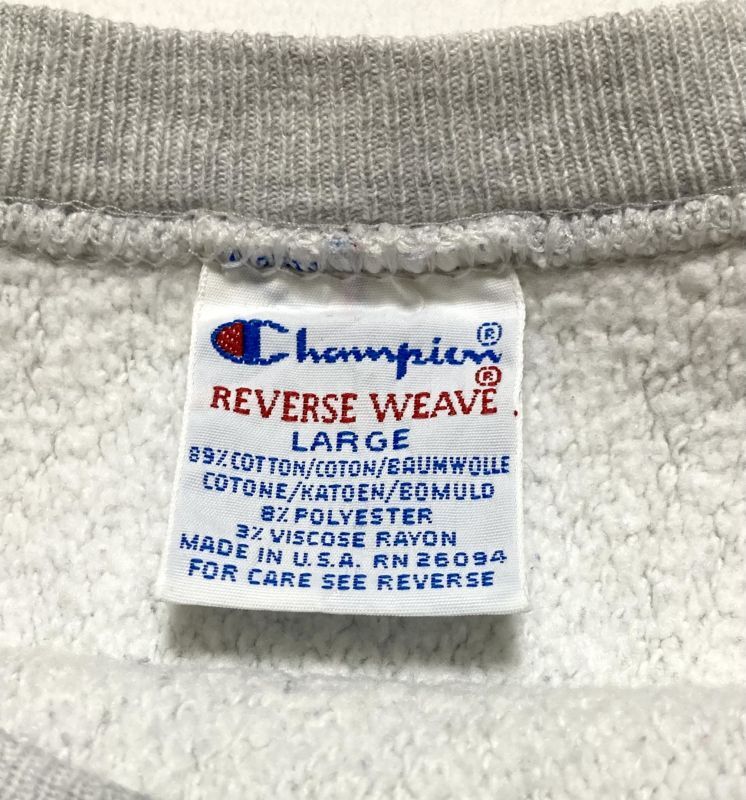 Champion®
REVERSE WEAVE®
LARGE
89% COTTON/COTON/BAUMWOLLE
COTONE/KATOEN/BOMULD
8% POLYESTER
3% VISCOSE RAYON
MADE IN U.S.A. RN 26094
FOR CARE SEE REVERSE